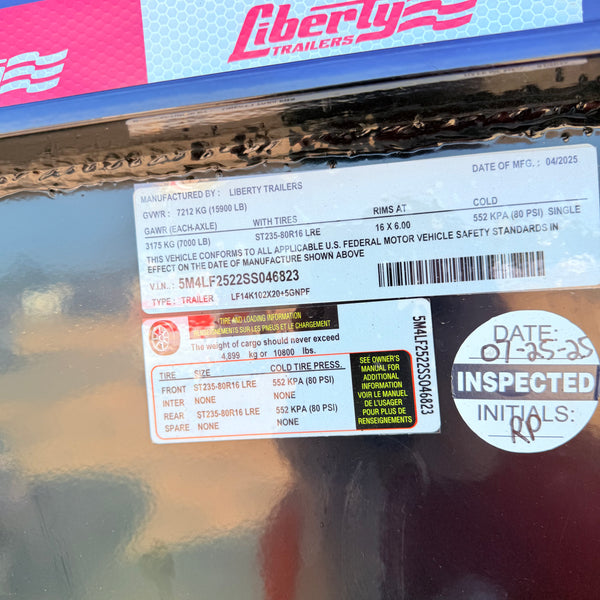 Liberty
TRAILERS
MANUFACTURED BY : LIBERTY TRAILERS
DATE OF MFG. : 04/2025
GVWR : 7212 KG (15900 LB)
GAWR (EACH-AXLE) WITH TIRES RIMS AT COLD
3175 KG (7000 LB) ST235-80R16 LRE 16 X 6.00 552 KPA (80 PSI) SINGLE
THIS VEHICLE CONFORMS TO ALL APPLICABLE U.S. FEDERAL MOTOR VEHICLE SAFETY STANDARDS IN
EFFECT ON THE DATE OF MANUFACTURE SHOWN ABOVE
V.I.N. : 5M4LF2522SS046823
TYPE : TRAILER LF14K102X20+5GNPF
TIRE AND LOADING INFORMATION
RENSEIGNEMENTS SUR LES PNEUS ET LE CHARGEMENT
The weight of cargo should never exceed
4,899 kg or 10800 lbs.
TIRE SIZE COLD TIRE PRESS.
FRONT ST235-80R16 LRE 552 KPA (80 PSI)
INTER NONE NONE
REAR ST235-80R16 LRE 552 KPA (80 PSI)
SPARE NONE NONE
SEE OWNER'S
MANUAL FOR
ADDITIONAL
INFORMATION
VOIR LE MANUEL
DE L'USAGER
POUR PLUS DE
RENSEIGNEMENTS
5M4LF2522SS046823
DATE:
07-25-25
INSPECTED
INITIALS:
RP